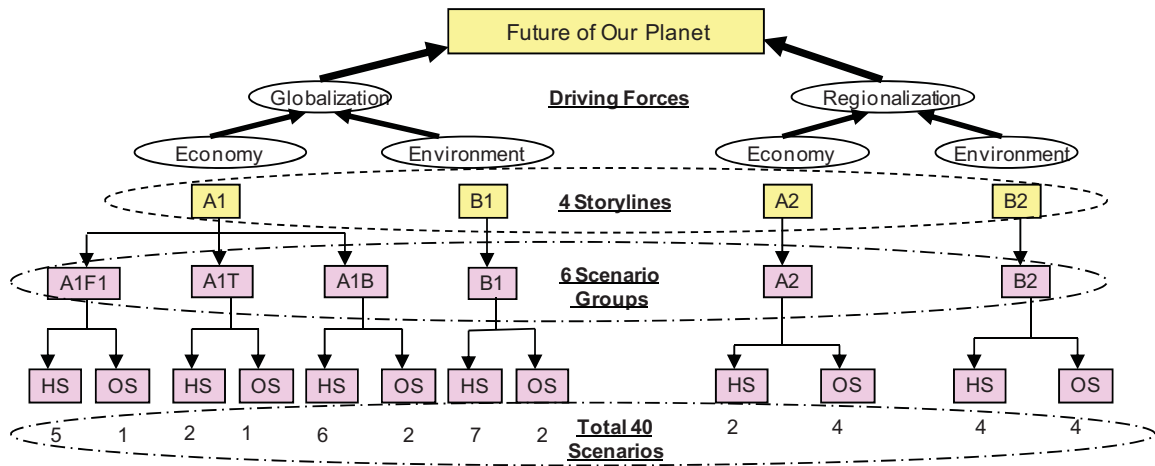 Future of Our Planet
Globalization
Driving Forces
Regionalization
Economy
Environment
Economy
Environment
A1
B1
4 Storylines
A2
B2
A1F1
A1T
A1B
B1
6 Scenario
Groups
A2
B2
HS
OS
HS
OS
HS
OS
HS
OS
HS
OS
HS
OS
5
1
2
1
6
2
7
2
Total 40
Scenarios
2
4
4
4